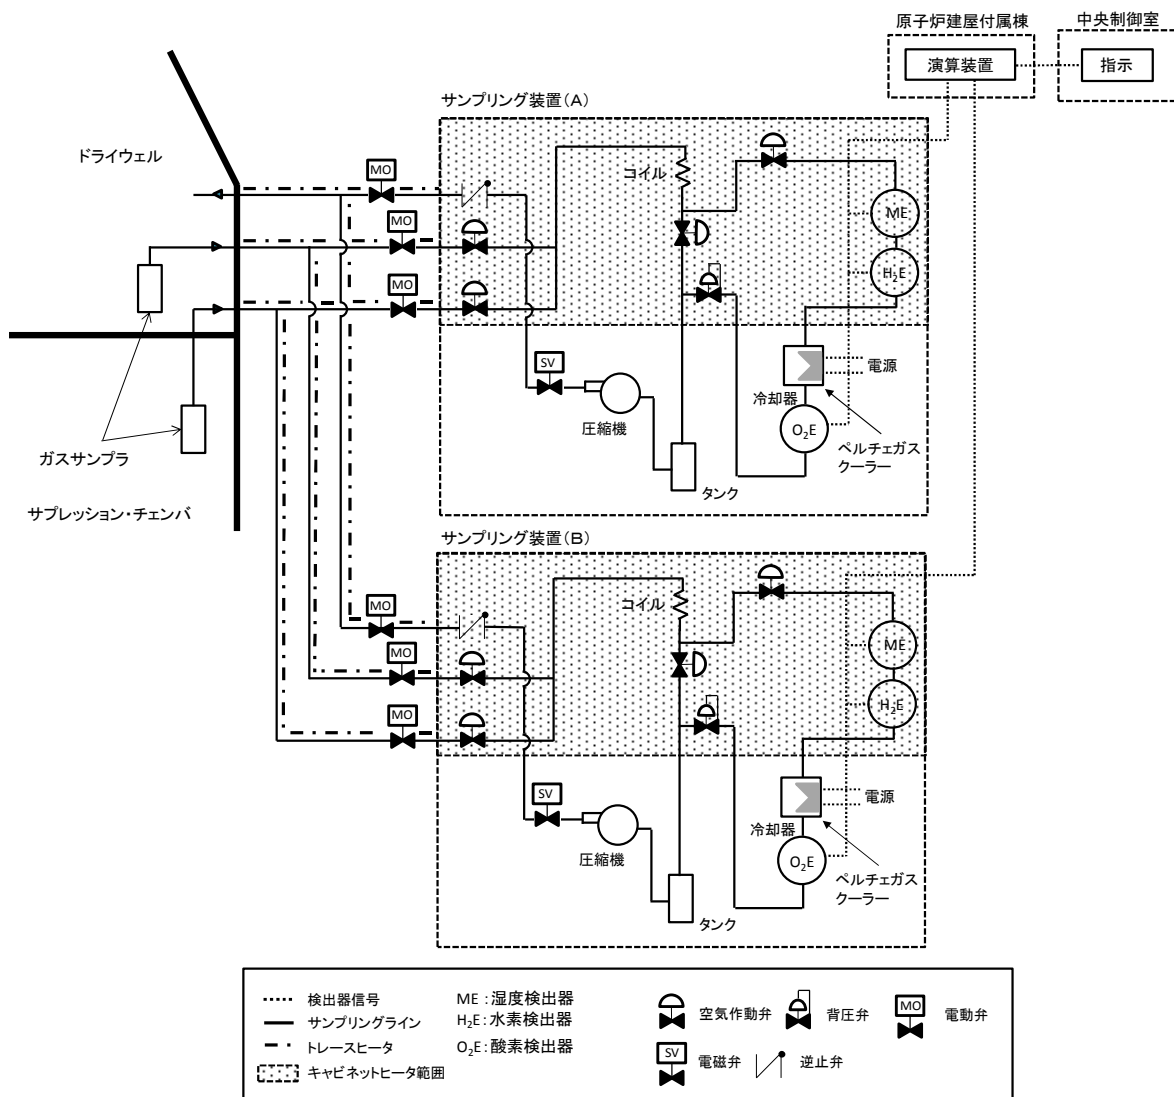 原子炉建屋付属棟
中央制御室
演算装置
指示
サンプリング装置(A)
ドライウェル
MO
コイル
MO
ME
H₂E
MO
SV
電源
冷却器
圧縮機
O₂E
ペルチェガス
クーラー
ガスサンプラ
タンク
サプレッション・チェンバ
サンプリング装置(B)
MO
コイル
MO
ME
H₂E
MO
SV
電源
冷却器
圧縮機
O₂E
ペルチェガス
クーラー
タンク
検出器信号
サンプリングライン
トレースヒータ
キャビネットヒータ範囲
ME:湿度検出器
H₂E:水素検出器
O₂E:酸素検出器
空気作動弁
背圧弁
MO
電動弁
SV
電磁弁
逆止弁